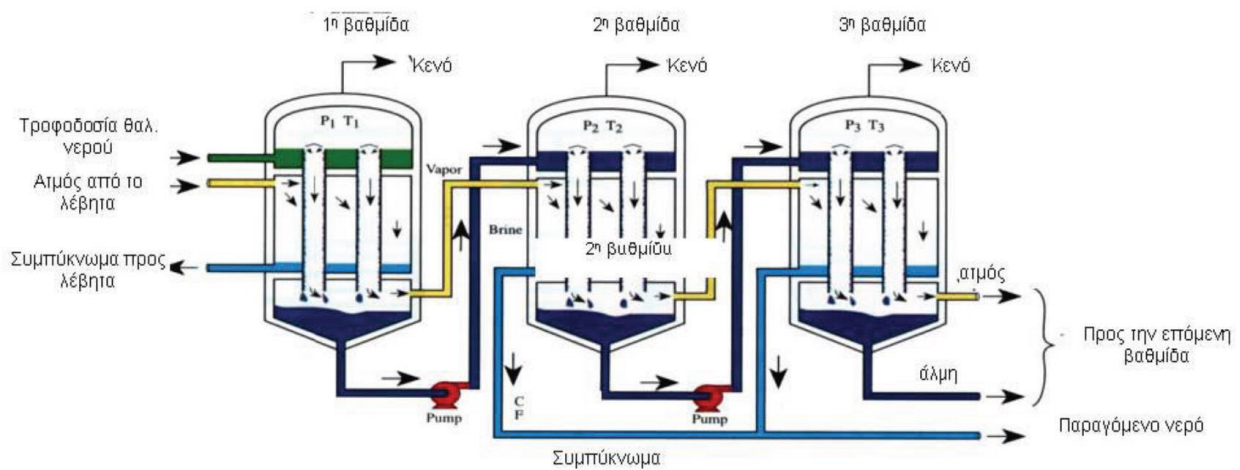 1η βαθμίδα
2η βαθμίδα
3η βαθμίδα
Κενό
Κενό
Κενό
Τροφοδοσία θαλ.
νερού
Ατμός από το
λέβητα
Συμπύκνωμα προς
λέβητα
P1 T1
P2 T2
P3 T3
Vapor
Brine
2η βαθμίδα
ατμός
Προς την επόμενη
βαθμίδα
άλμη
C
F
Pump
Pump
Παραγόμενο νερό
Συμπύκνωμα